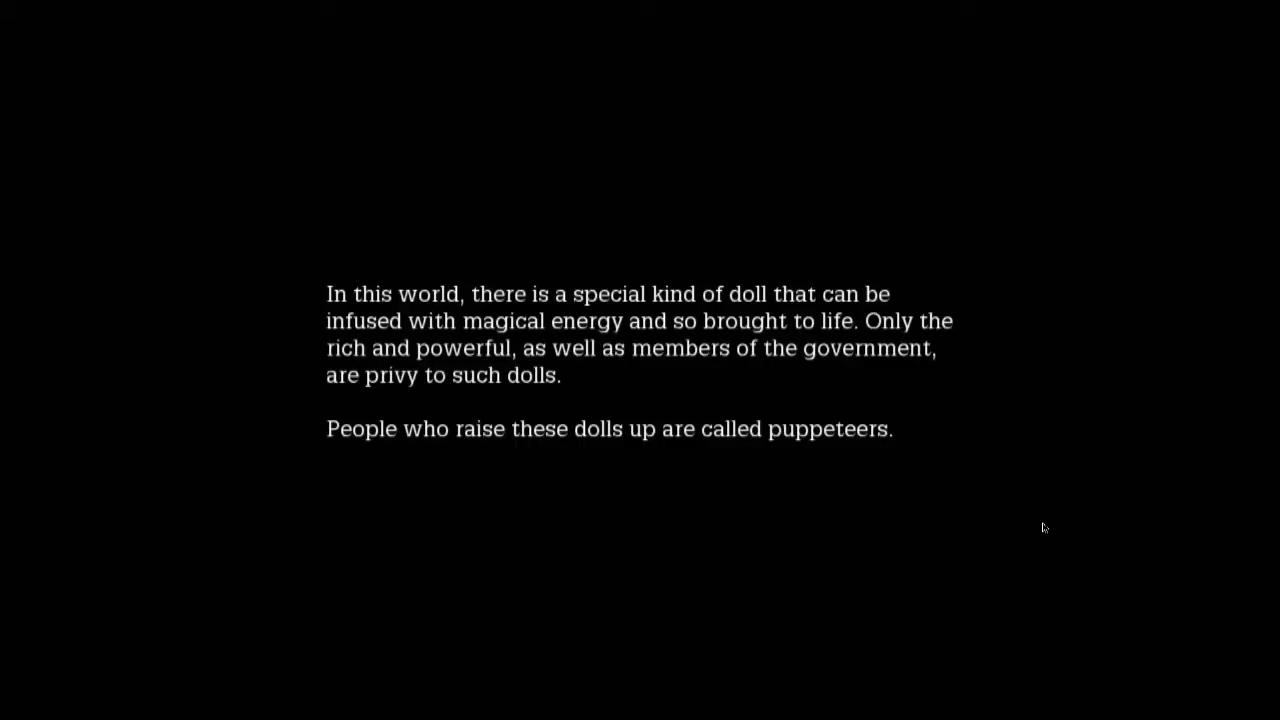 In this world, there is a special kind of doll that can be
infused with magical energy and so brought to life. Only the
rich and powerful, as well as members of the government,
are privy to such dolls.
People who raise these dolls up are called puppeteers.